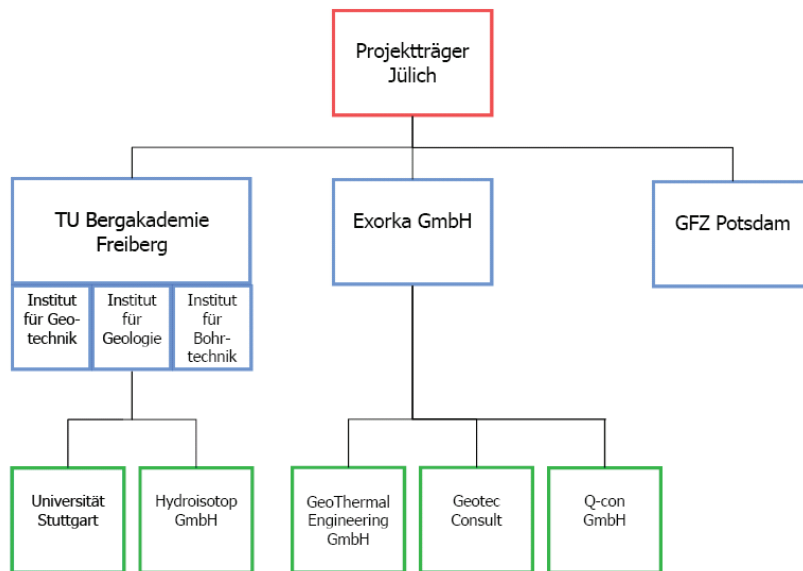 Projektträger
Jülich
TU Bergakademie
Freiberg
Exorka GmbH
GFZ Potsdam
Institut
für Geo-
technik
Institut
für
Geologie
Institut
für
Bohr-
technik
Universität
Stuttgart
Hydroisotop
GmbH
GeoThermal
Engineering
GmbH
Geotec
Consult
Q-con
GmbH